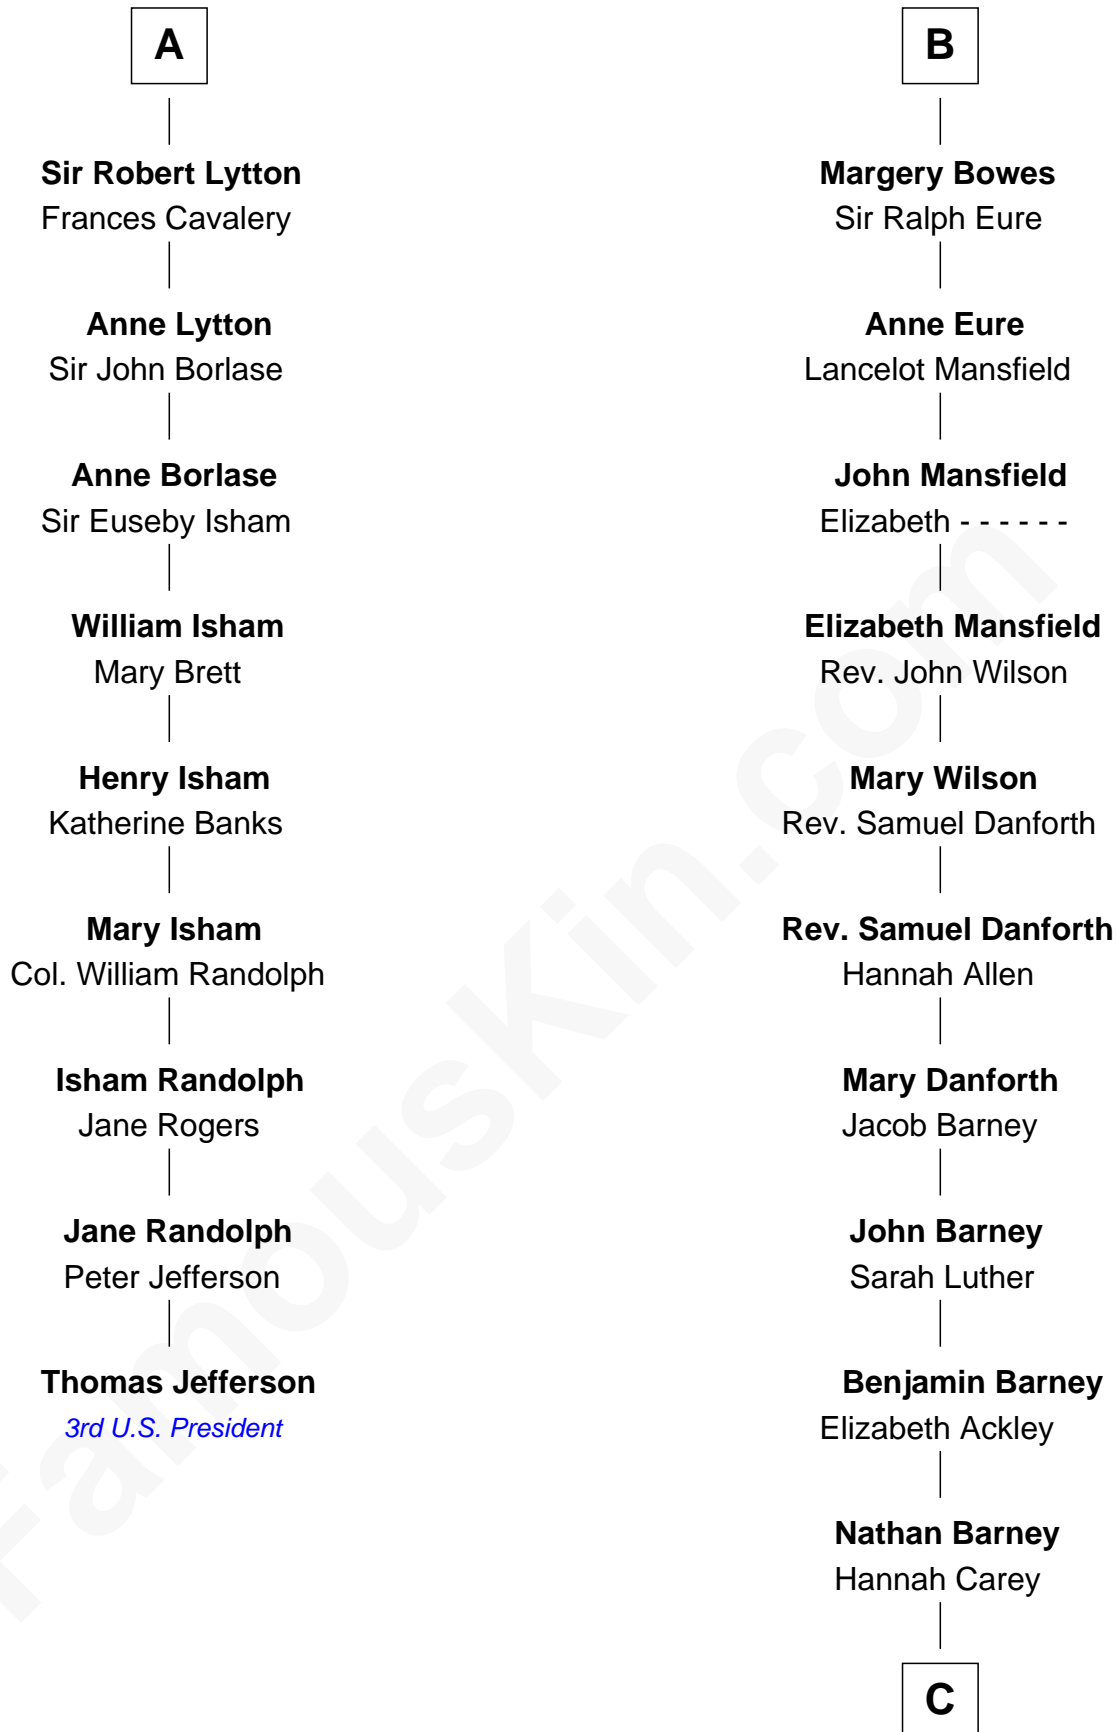 A
Sir Robert Lytton
Frances Cavalery
Anne Lytton
Sir John Borlase
Anne Borlase
Sir Euseby Isham
William Isham
Mary Brett
Henry Isham
Katherine Banks
Mary Isham
Col. William Randolph
Isham Randolph
Jane Rogers
Jane Randolph
Peter Jefferson
Thomas Jefferson
3rd U.S. President
B
Margery Bowes
Sir Ralph Eure
Anne Eure
Lancelot Mansfield
John Mansfield
Elizabeth - - - - - -
Elizabeth Mansfield
Rev. John Wilson
Mary Wilson
Rev. Samuel Danforth
Rev. Samuel Danforth
Hannah Allen
Mary Danforth
Jacob Barney
John Barney
Sarah Luther
Benjamin Barney
Elizabeth Ackley
Nathan Barney
Hannah Carey
C
FamousKin.com